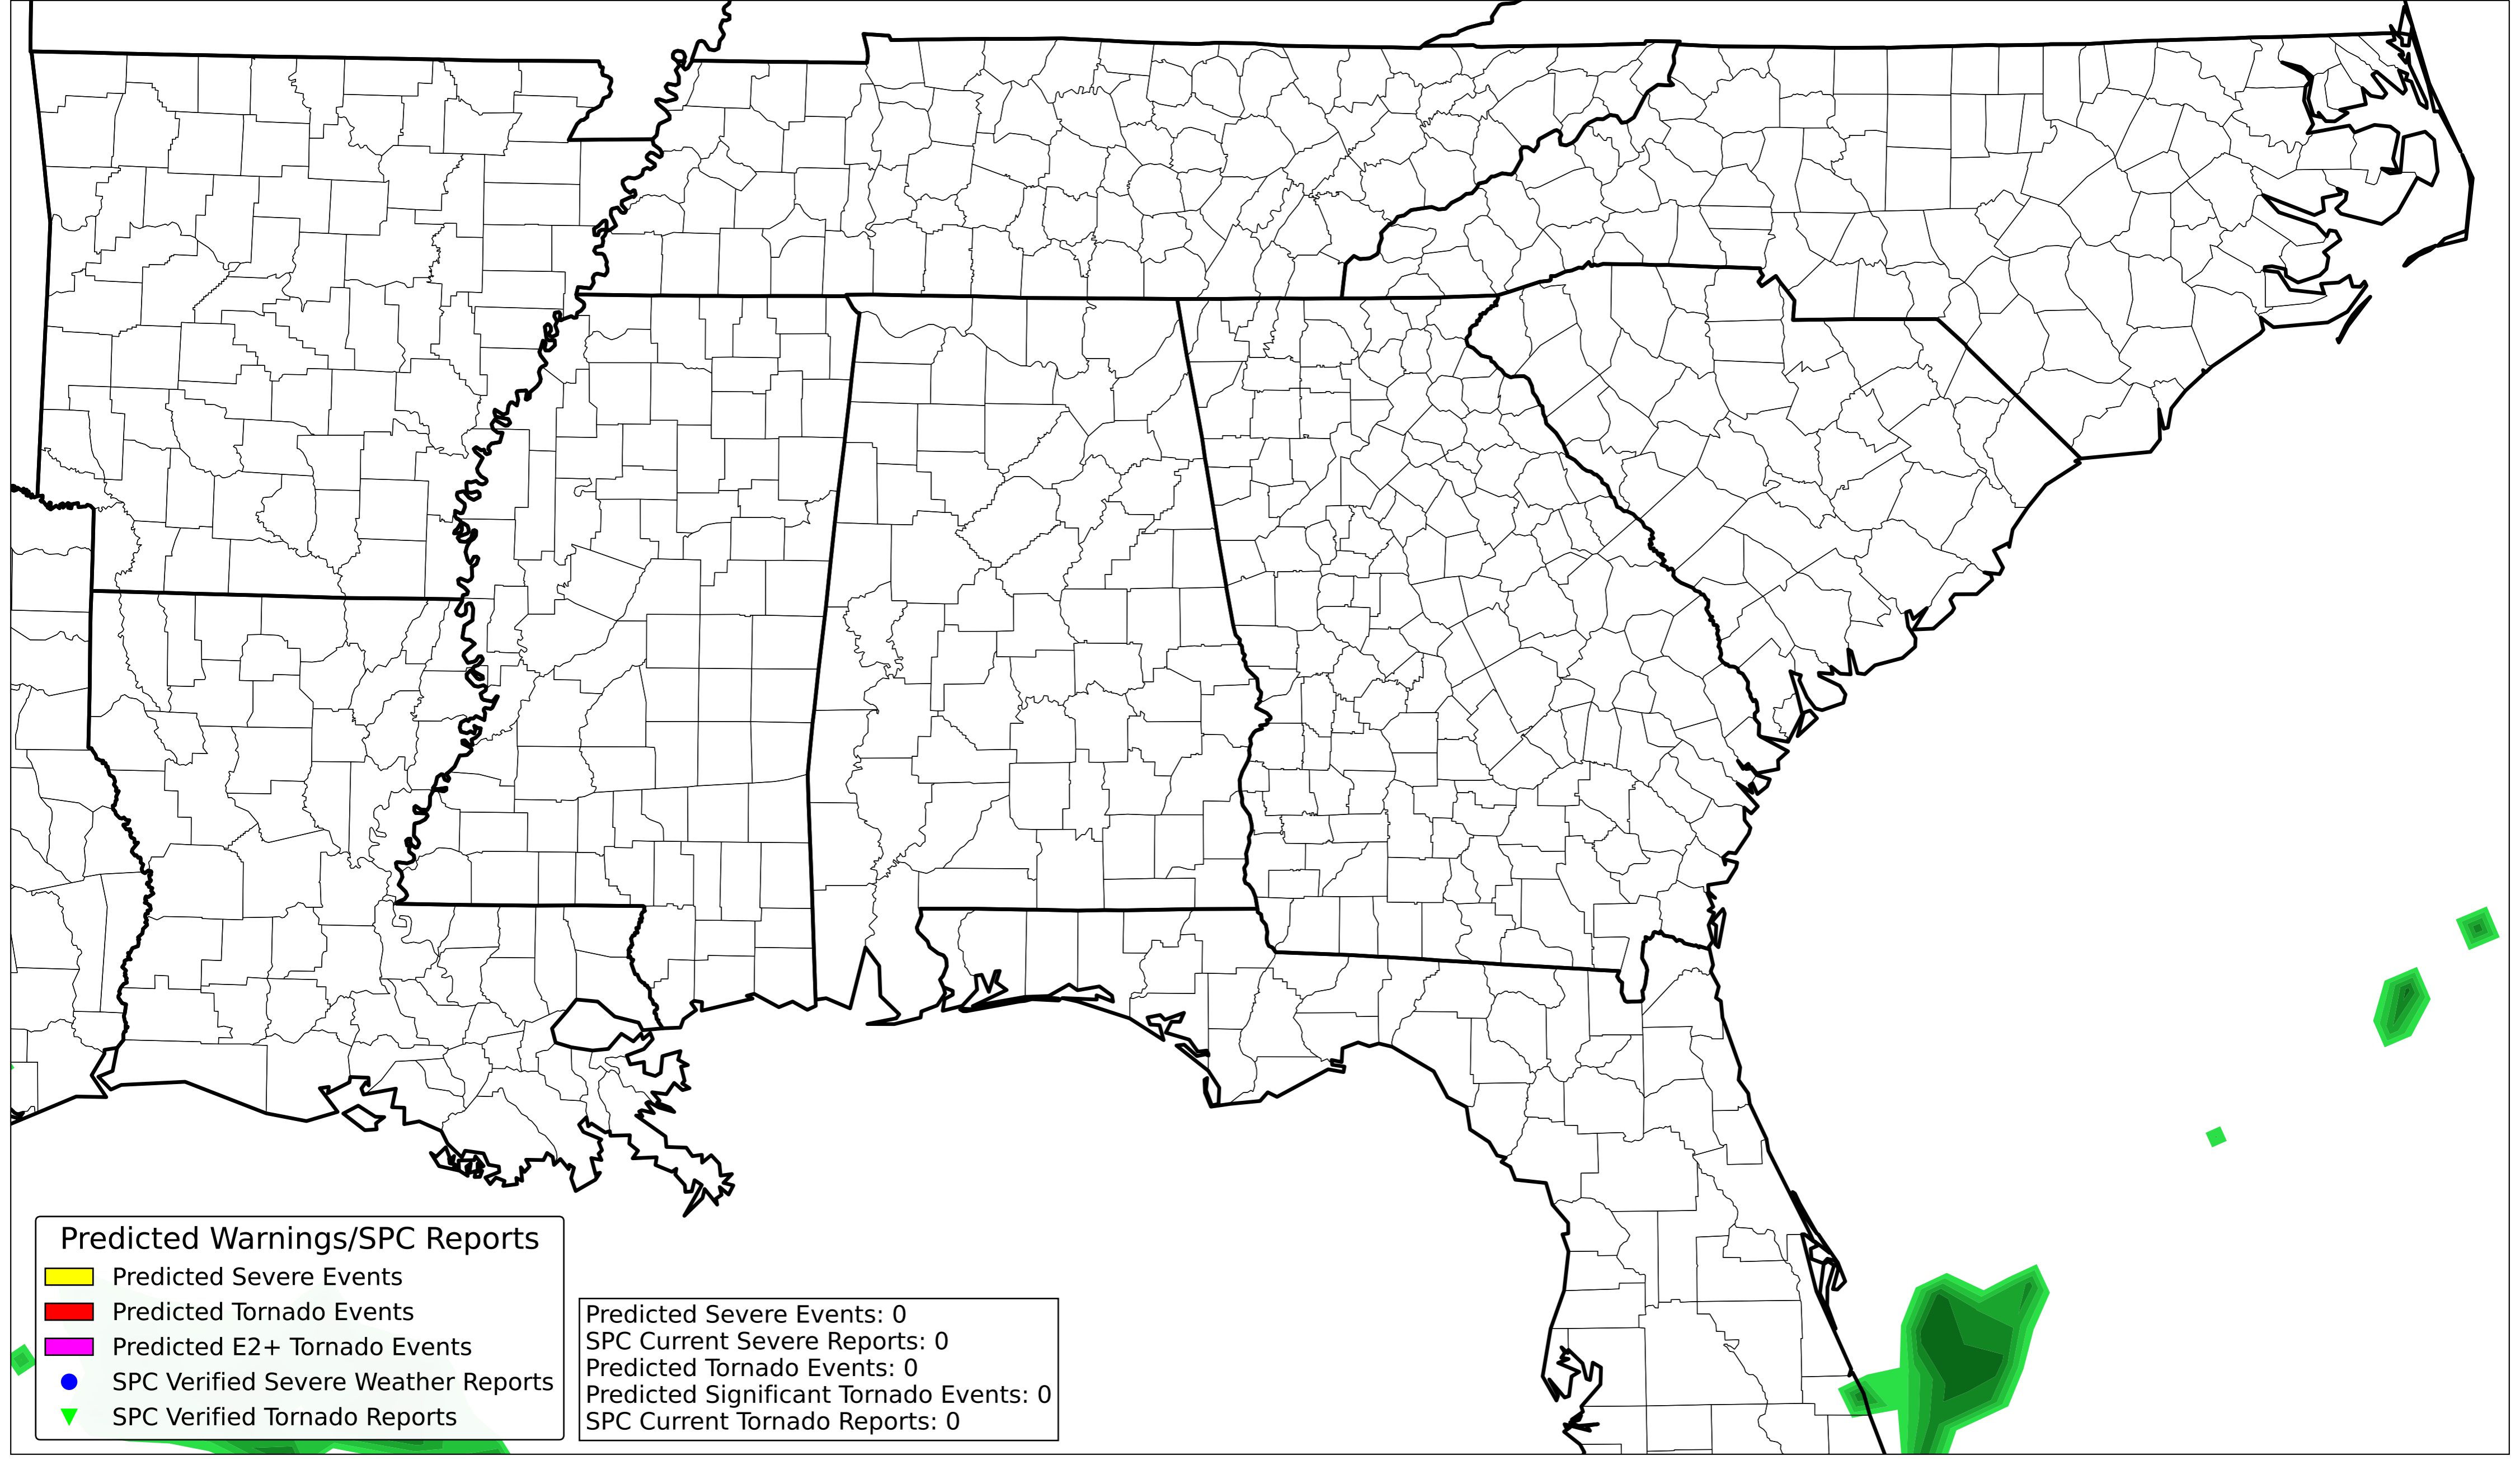 Predicted Warnings/SPC Reports
Predicted Severe Events
Predicted Tornado Events
Predicted E2+ Tornado Events
SPC Verified Severe Weather Reports
SPC Verified Tornado Reports
Predicted Severe Events: 0
SPC Current Severe Reports: 0
Predicted Tornado Events: 0
Predicted Significant Tornado Events: 0
SPC Current Tornado Reports: 0